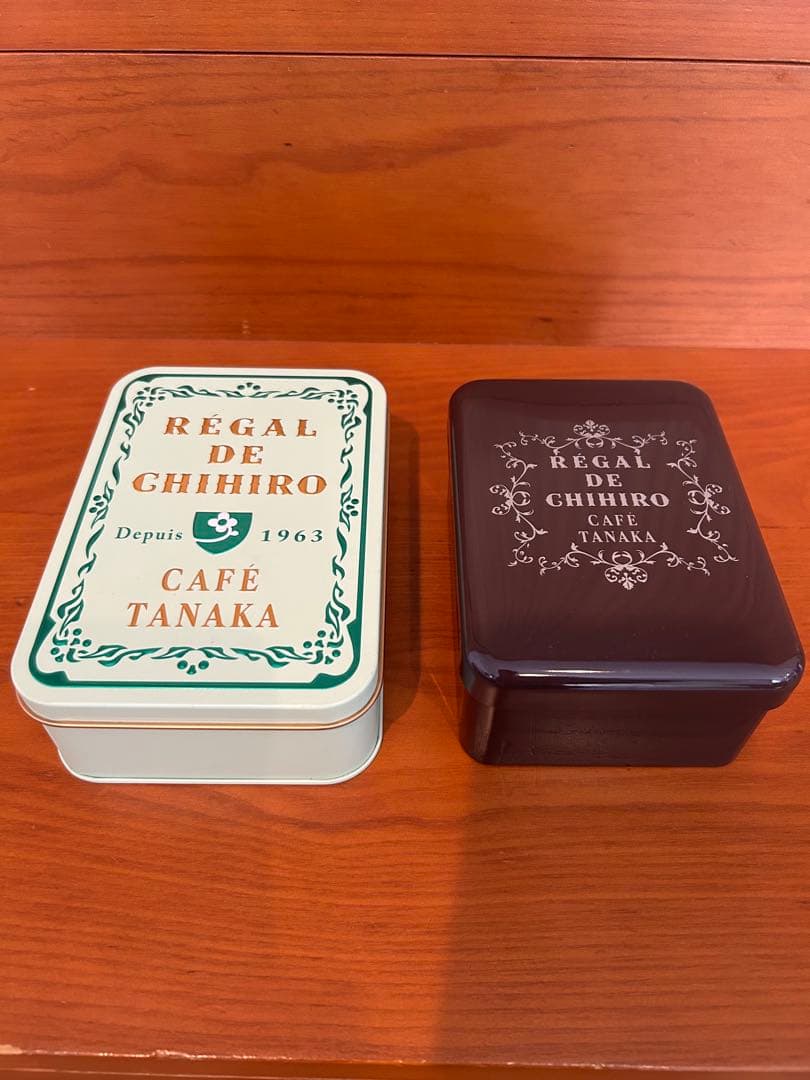 RÉGAL
DE
CHIHIRO
Depuis 1963
CAFÉ
TANAKA
RÉGAL
DE
CHIHIRO
CAFÉ
TANAKA